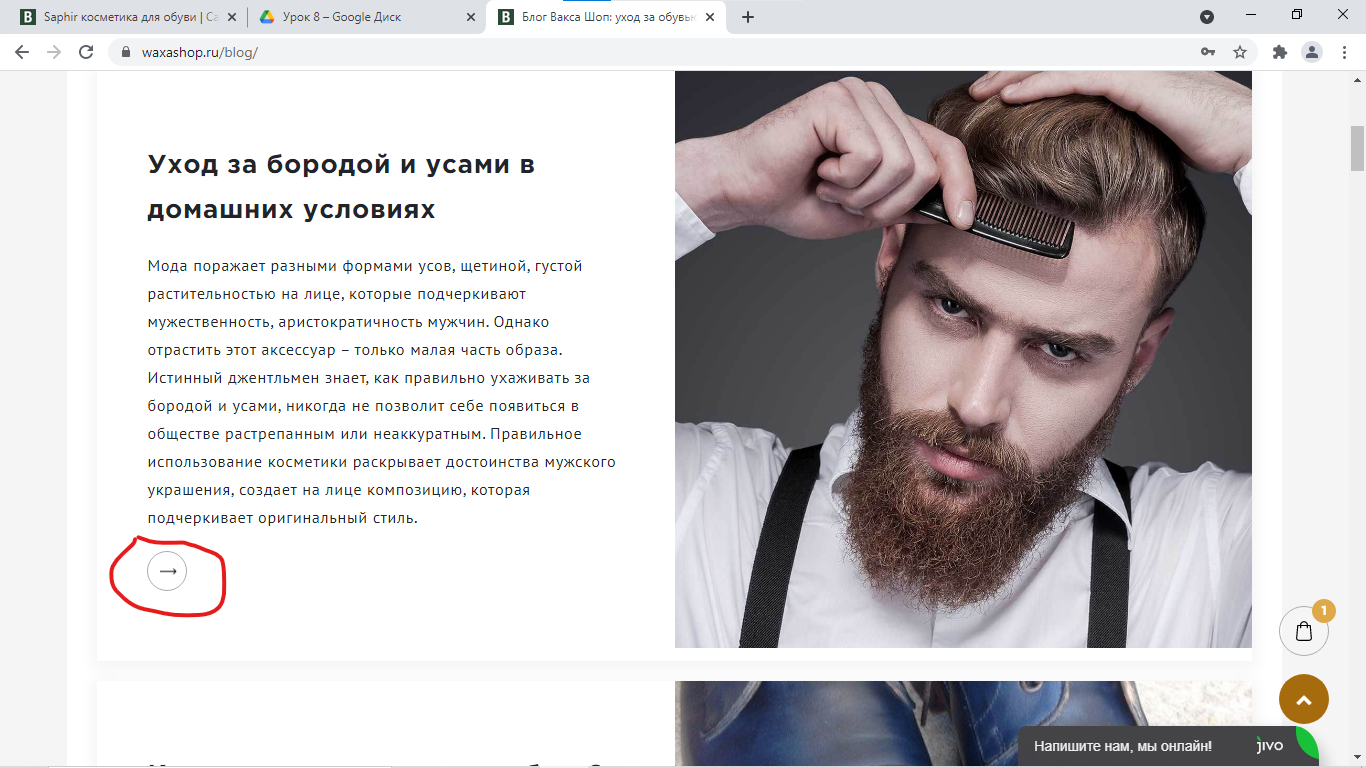 Saphir косметика для обуви | Са
Урок 8 – Google Диск
Блог Вакса Шоп: уход за обувью
waxashop.ru/blog/
Уход за бородой и усами в
домашних условиях
Мода поражает разными формами усов, щетиной, густой
растительностью на лице, которые подчеркивают
мужественность, аристократичность мужчин. Однако
отрастить этот аксессуар – только малая часть образа.
Истинный джентльмен знает, как правильно ухаживать за
бородой и усами, никогда не позволит себе появиться в
обществе растрепанным или неаккуратным. Правильное
использование косметики раскрывает достоинства мужского
украшения, создает на лице композицию, которая
подчеркивает оригинальный стиль.
1
Напишите нам, мы онлайн!
jivo